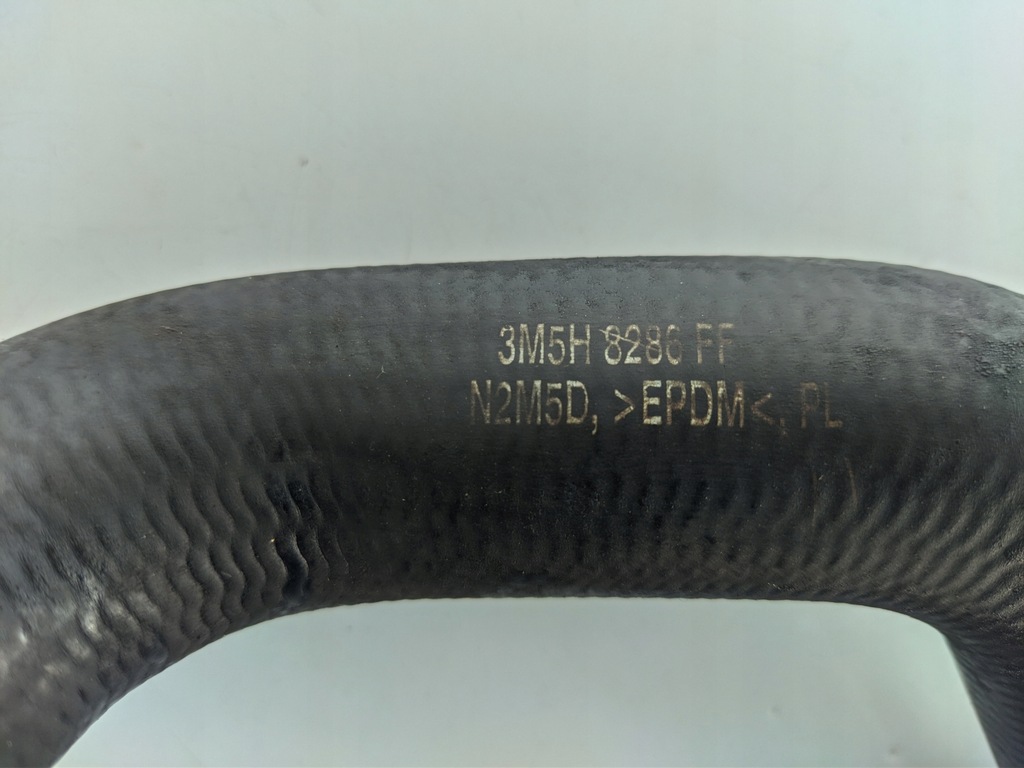 3M5H 8286 FF
N2M5D, >EPDM<, PL